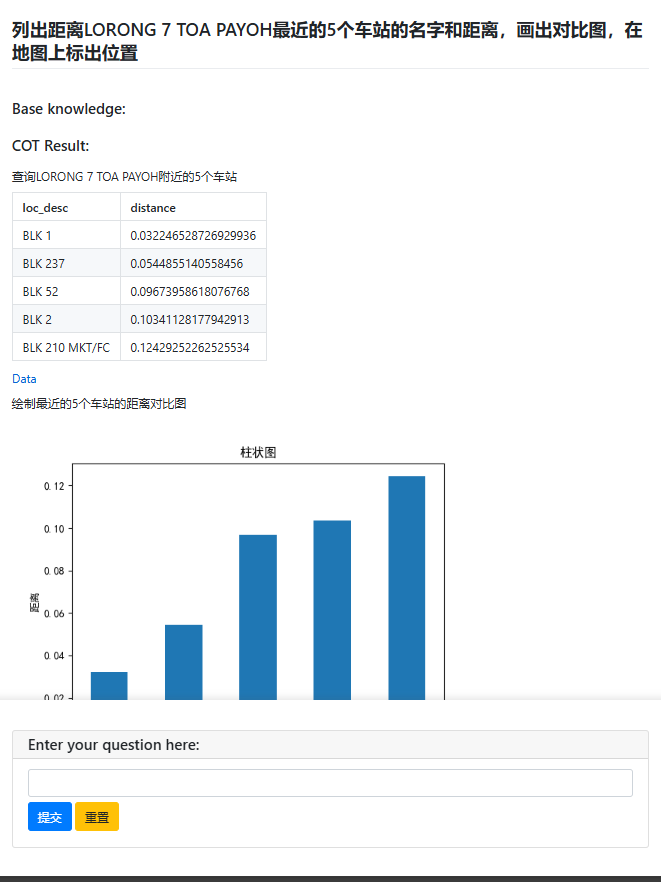 列出距离LORONG 7 TOA PAYOH最近的5个车站的名字和距离，画出对比图，在
地图上标出位置
Base knowledge:
COT Result:
查询LORONG 7 TOA PAYOH附近的5个车站
loc_desc distance
BLK 1 0.032246528726929936
BLK 237 0.0544855140558456
BLK 52 0.09673958618076768
BLK 2 0.10341128177942913
BLK 210 MKT/FC 0.12429252262525534
Data
绘制最近的5个车站的距离对比图
柱状图
0.12
0.10
0.08
距离
0.06
0.04
0.02
Enter your question here:
提交 重置